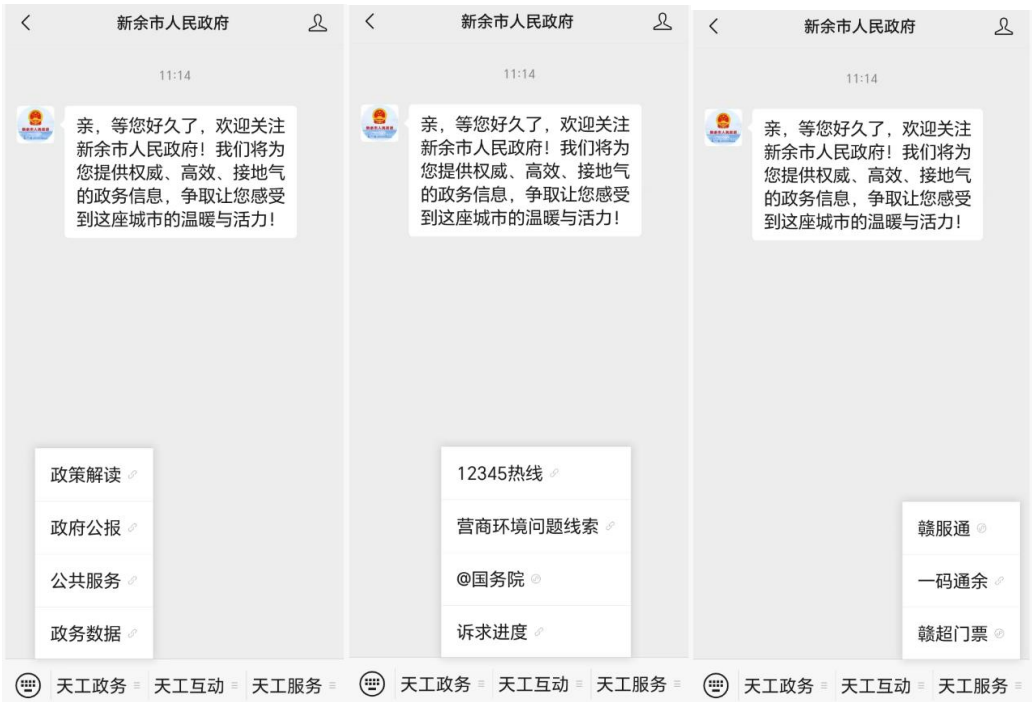 新余市人民政府
11:14
亲，等您好久了，欢迎关注
新余市人民政府！我们将为
您提供权威、高效、接地气
的政务信息，争取让您感受
到这座城市的温暖与活力！
政策解读
政府公报
公共服务
政务数据
天工政务 天工互动 天工服务
新余市人民政府
11:14
亲，等您好久了，欢迎关注
新余市人民政府！我们将为
您提供权威、高效、接地气
的政务信息，争取让您感受
到这座城市的温暖与活力！
12345热线
营商环境问题线索
@国务院
诉求进度
天工政务 天工互动 天工服务
新余市人民政府
11:14
亲，等您好久了，欢迎关注
新余市人民政府！我们将为
您提供权威、高效、接地气
的政务信息，争取让您感受
到这座城市的温暖与活力！
赣服通
一码通余
赣超门票
天工政务 天工互动 天工服务